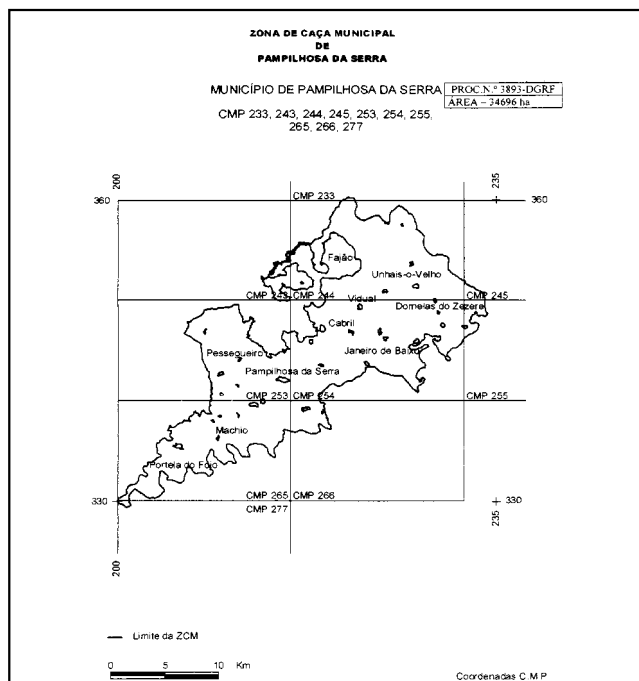 ZONA DE CAÇA MUNICIPAL
DE
PAMPILHOSA DA SERRA
MUNICÍPIO DE PAMPILHOSA DA SERRA
PROC.N.º 3893-DGRF
ÁREA – 34696 ha
CMP 233, 243, 244, 245, 253, 254, 255,
265, 266, 277
200
235
360
CMP 233
360
Fajão
Unhais-o-Velho
CMP 243
CMP 244
Vidual
CMP 245
Dornelas do Zezere
Cabril
Pessegueiro
Janeiro de Baixo
Pampilhosa da Serra
CMP 253
CMP 254
CMP 255
Machio
Portela do Fojo
330
CMP 265
CMP 266
330
CMP 277
200
235
Limite da ZCM
0 5 10 Km
Coordenadas C.M.P